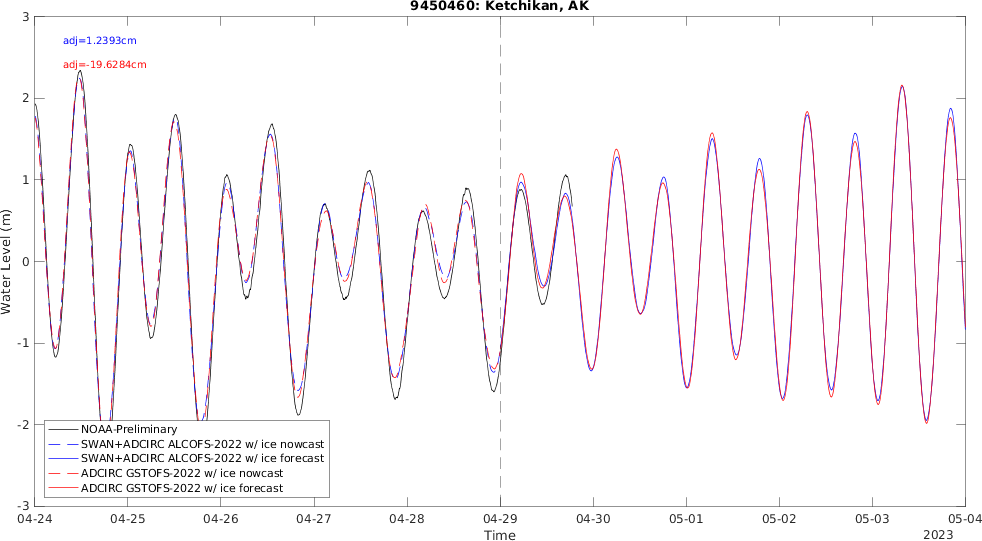 9450460: Ketchikan, AK
adj=1.2393cm
adj=-19.6284cm
Water Level (m)
3
2
1
0
-1
-2
-3
NOAA-Preliminary
SWAN+ADCIRC ALCOFS-2022 w/ ice nowcast
SWAN+ADCIRC ALCOFS-2022 w/ ice forecast
ADCIRC GSTOFS-2022 w/ ice nowcast
ADCIRC GSTOFS-2022 w/ ice forecast
04-24 04-25 04-26 04-27 04-28 04-29 04-30 05-01 05-02 05-03 05-04
Time
2023